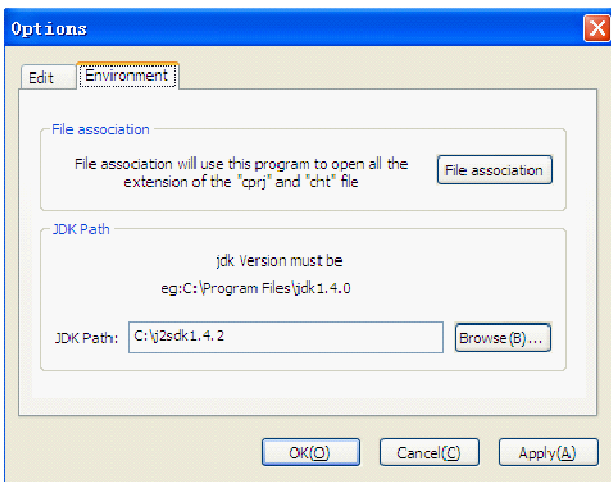 Options
Edit
Environment
File association
File association will use this program to open all the
extension of the "cprj" and "cht" file
File association
JDK Path
jdk Version must be
eg:C:\Program Files\jdk1.4.0
JDK Path:
C:\j2sdk1.4.2
Browse(B)...
OK(O)
Cancel(C)
Apply(A)